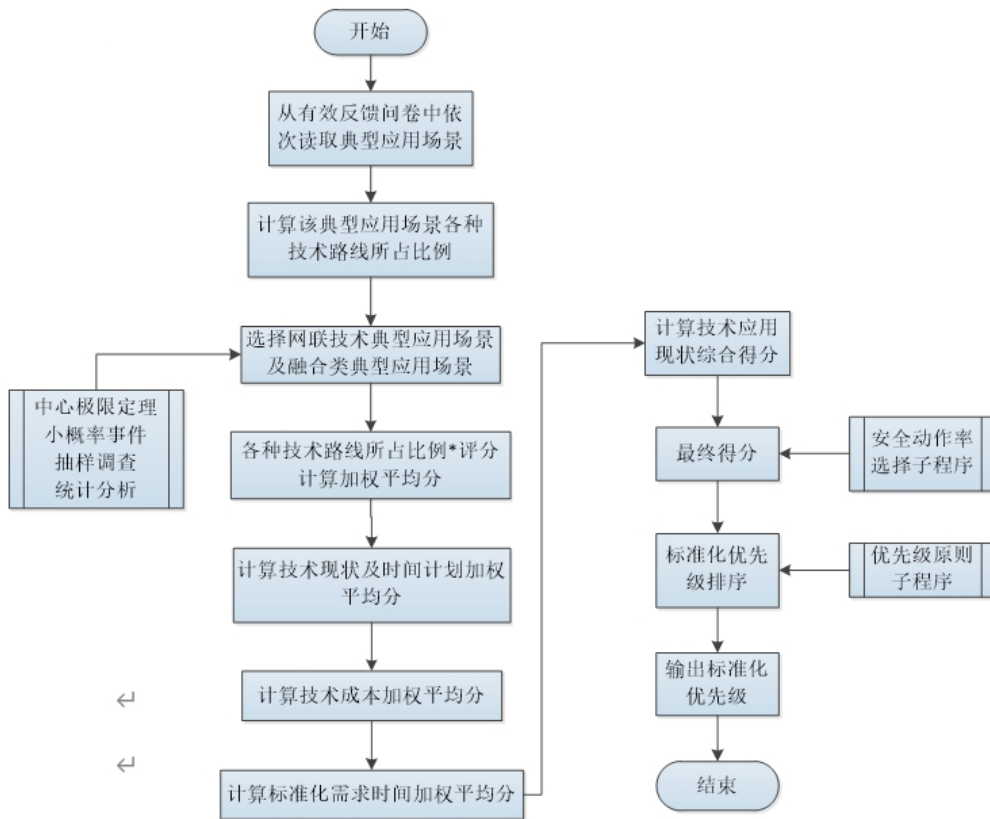 开始
从有效反馈问卷中依
次读取典型应用场景
计算该典型应用场景各种
技术路线所占比例
选择网联技术典型应用场景
及融合类典型应用场景
中心极限定理
小概率事件
抽样调查
统计分析
各种技术路线所占比例*评分
计算加权平均分
计算技术现状及时间计划加权
平均分
计算技术成本加权平均分
计算标准化需求时间加权平均分
计算技术应用
现状综合得分
最终得分
安全动作率
选择子程序
标准化优先
级排序
优先级原则
子程序
输出标准化
优先级
结束